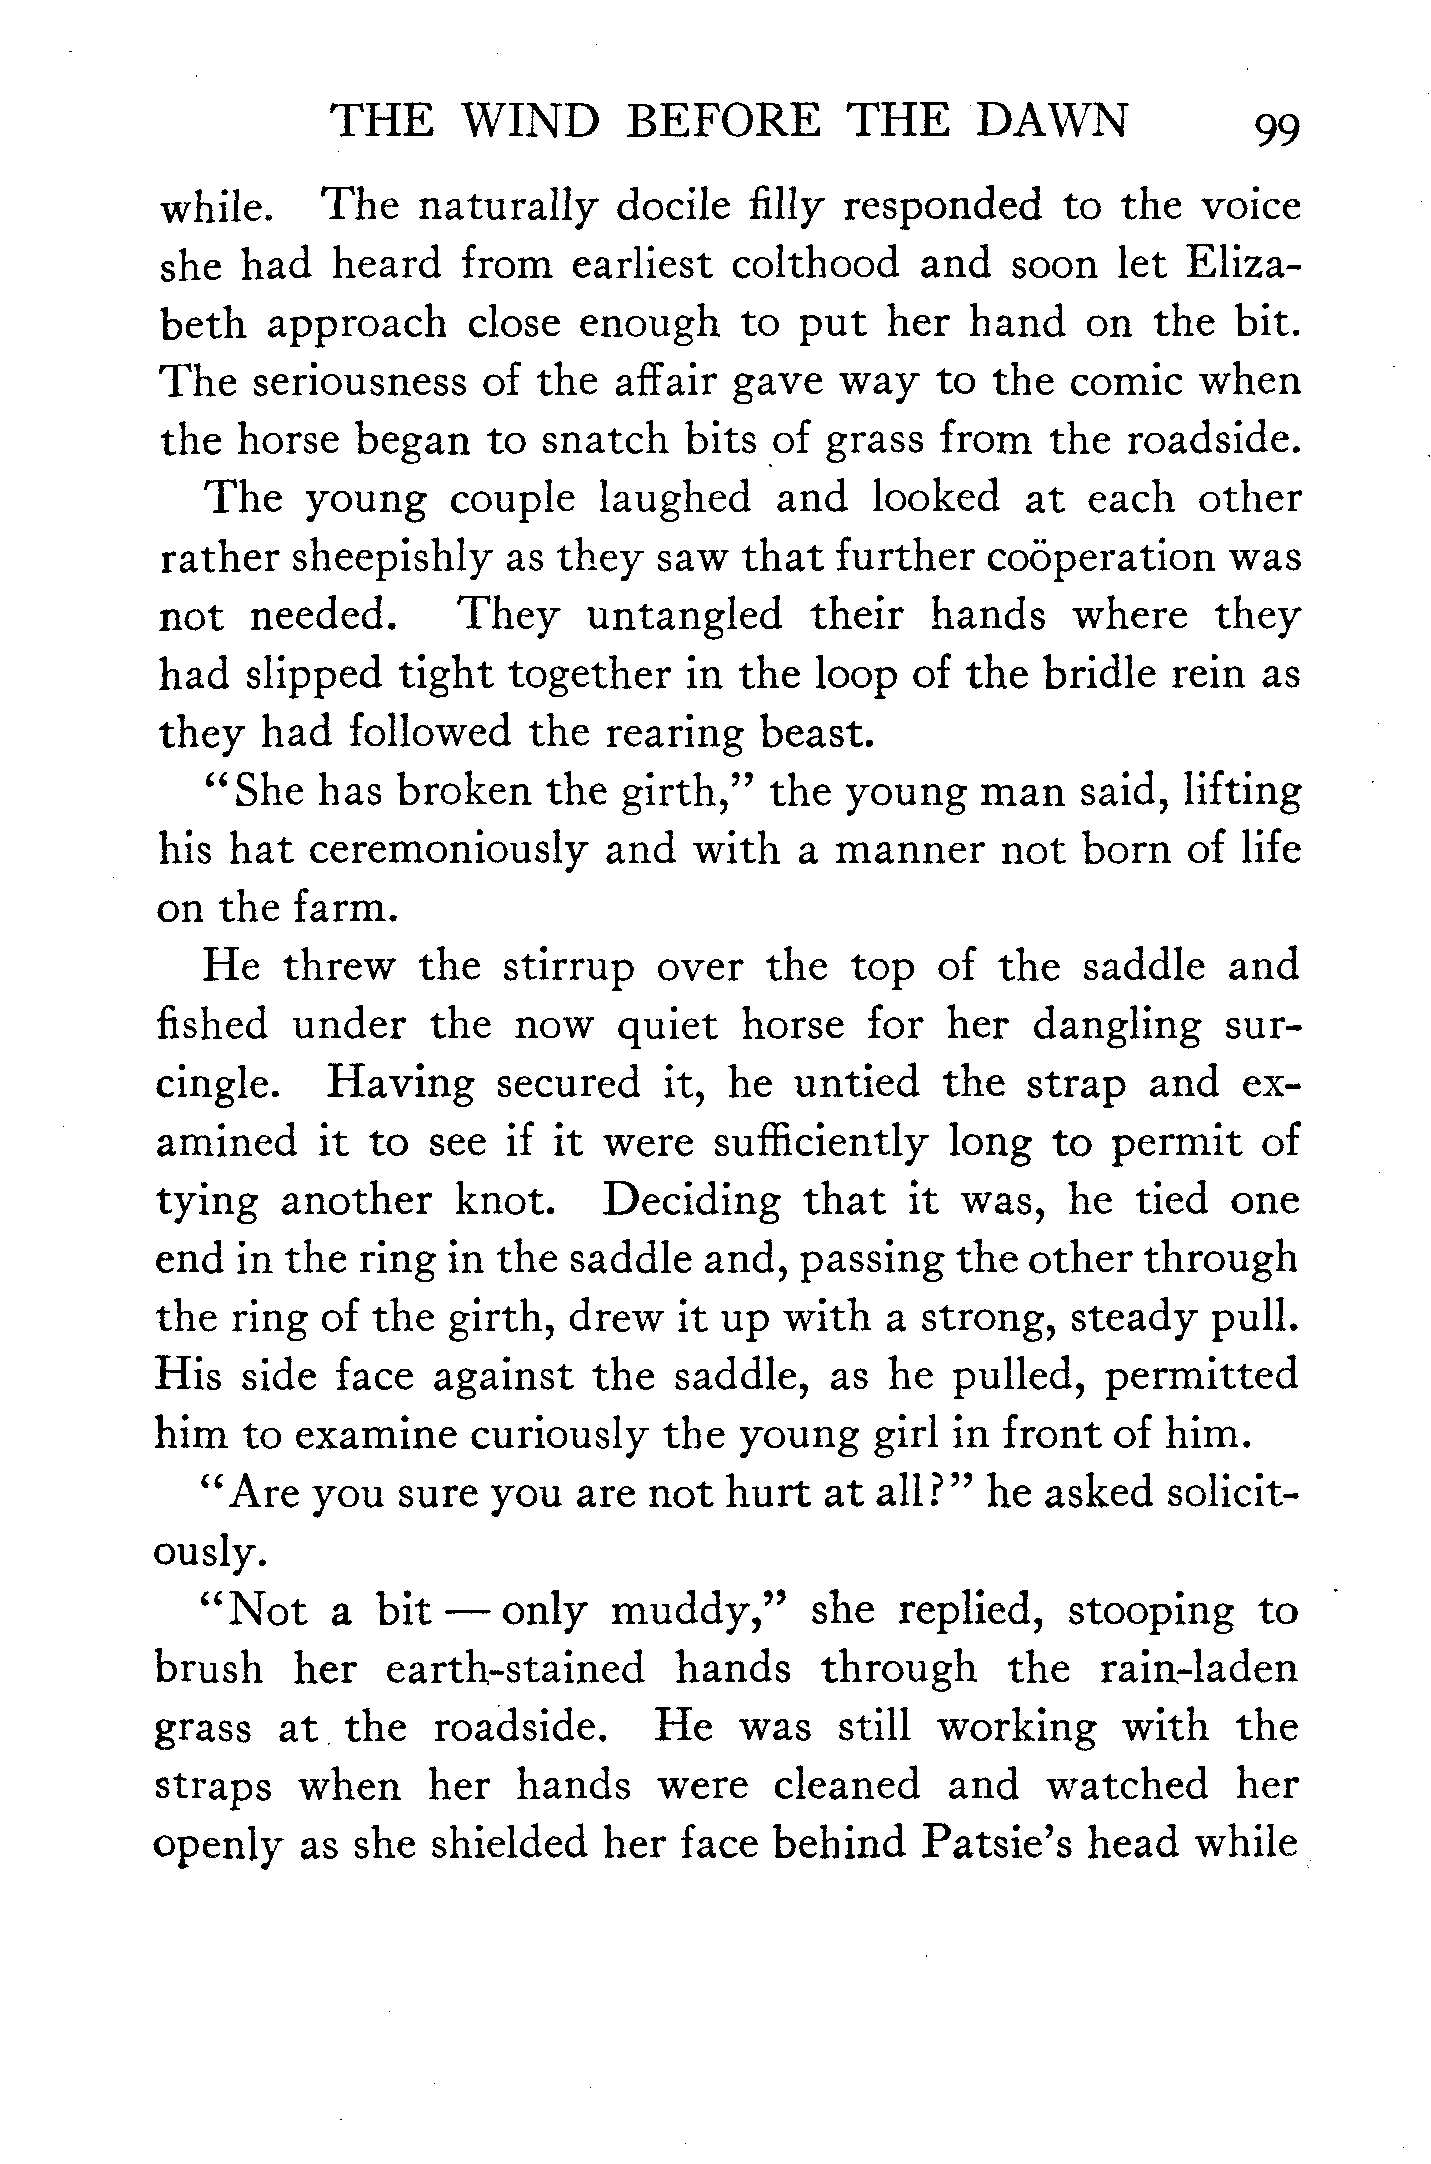 THE WIND BEFORE THE DAWN 99
while. The naturally docile filly responded to the voice
she had heard from earliest colthood and soon let Eliza-
beth approach close enough to put her hand on the bit.
The seriousness of the affair gave way to the comic when
the horse began to snatch bits of grass from the roadside.
The young couple laughed and looked at each other
rather sheepishly as they saw that further coöperation was
not needed. They untangled their hands where they
had slipped tight together in the loop of the bridle rein as
they had followed the rearing beast.
“She has broken the girth,” the young man said, lifting
his hat ceremoniously and with a manner not born of life
on the farm.
He threw the stirrup over the top of the saddle and
fished under the now quiet horse for her dangling sur-
cingle. Having secured it, he untied the strap and ex-
amined it to see if it were sufficiently long to permit of
tying another knot. Deciding that it was, he tied one
end in the ring in the saddle and, passing the other through
the ring of the girth, drew it up with a strong, steady pull.
His side face against the saddle, as he pulled, permitted
him to examine curiously the young girl in front of him.
“Are you sure you are not hurt at all?” he asked solicit-
ously.
“Not a bit — only muddy,” she replied, stooping to
brush her earth-stained hands through the rain-laden
grass at the roadside. He was still working with the
straps when her hands were cleaned and watched her
openly as she shielded her face behind Patsie’s head while